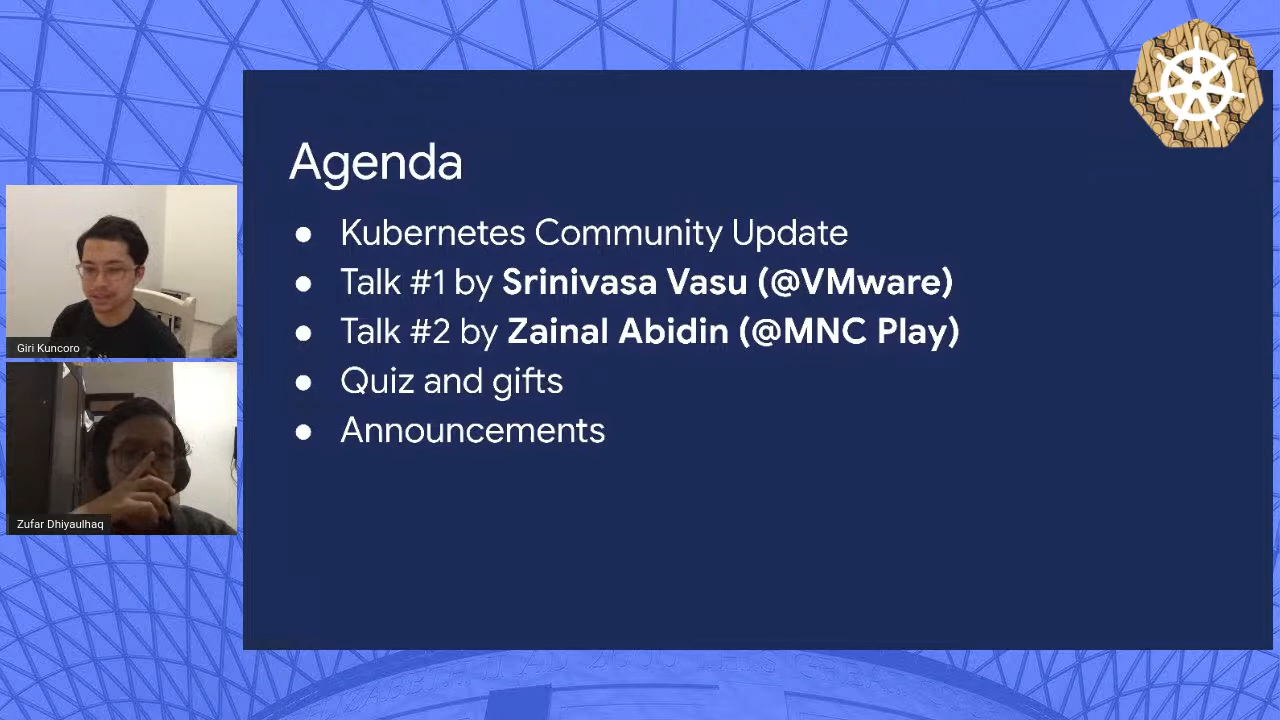 Agenda
● Kubernetes Community Update
● Talk #1 by Srinivasa Vasu (@VMware)
● Talk #2 by Zainal Abidin (@MNC Play)
● Quiz and gifts
● Announcements
Giri Kuncoro
Zufar Dhiyaulhaq